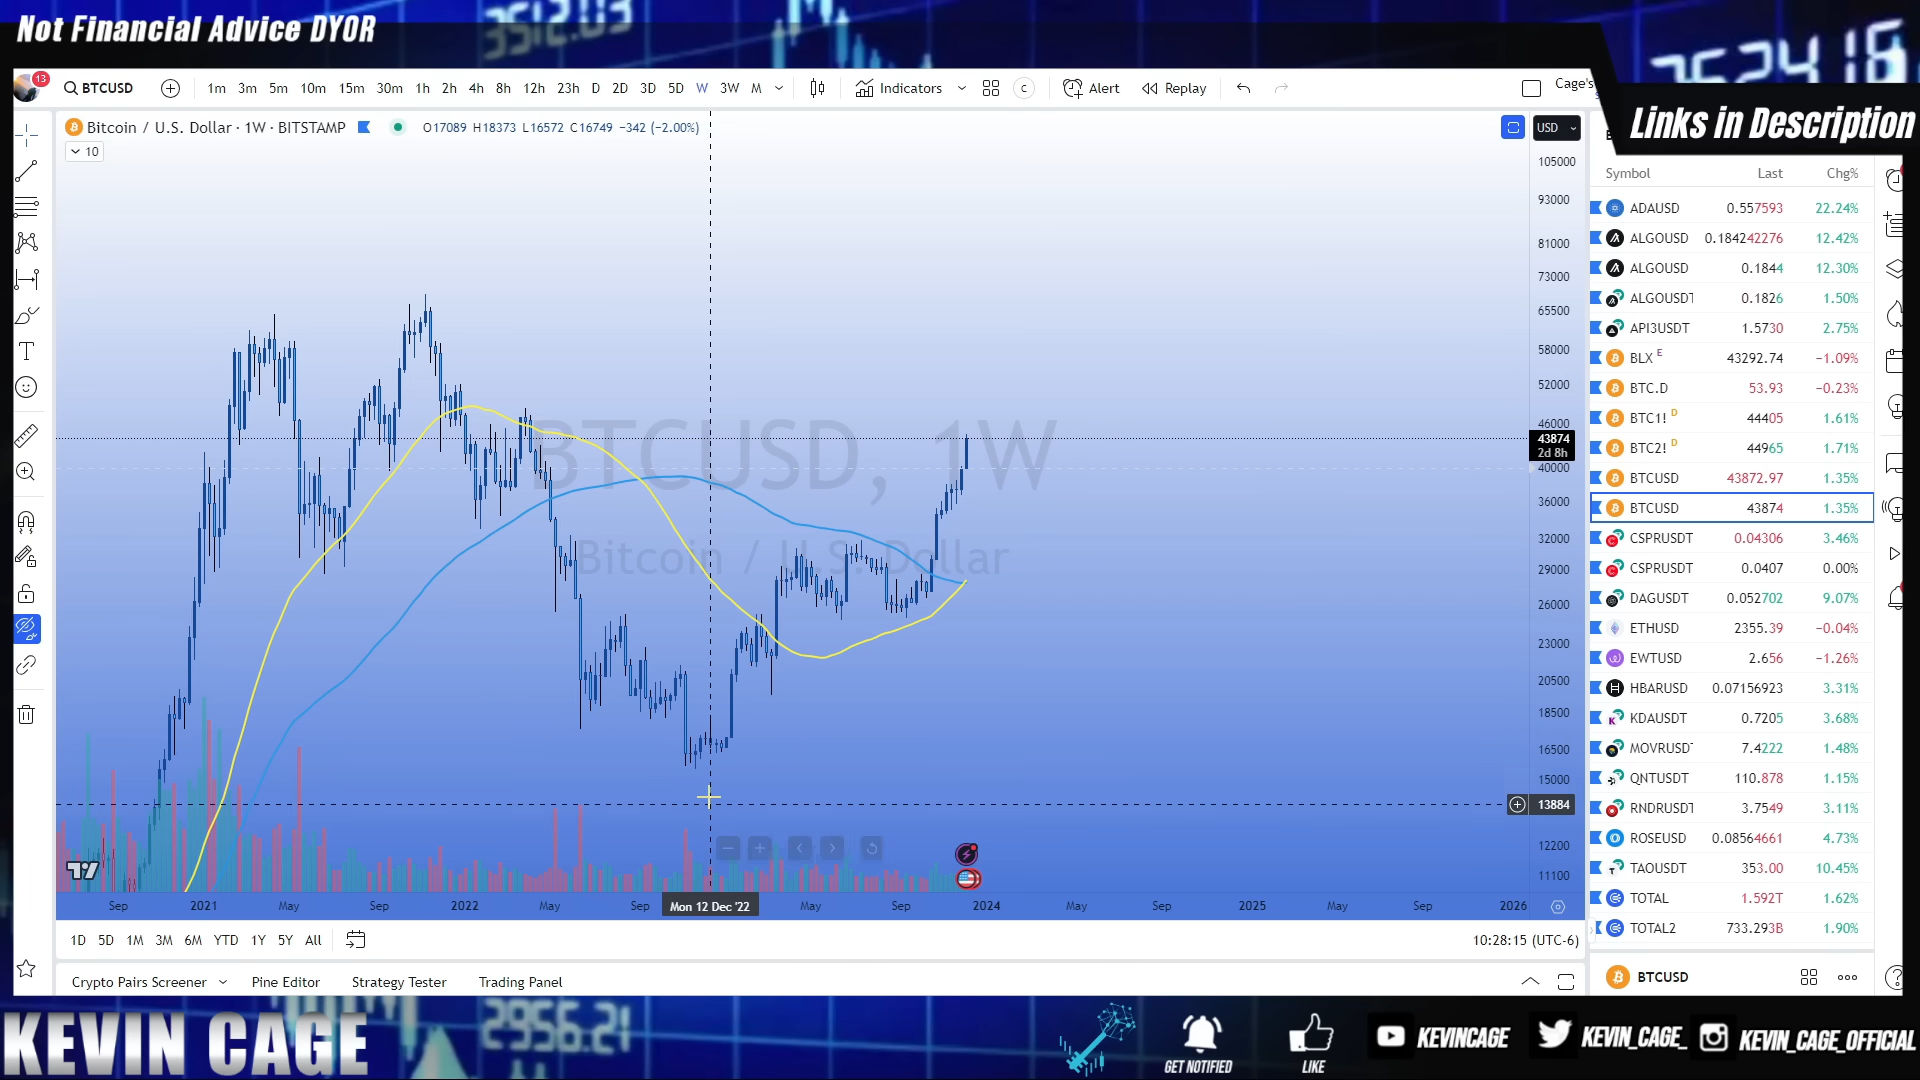 Not Financial Advice DYOR
3512.03
Links in Description
13
BTCUSD
1m 3m 5m 10m 15m 30m 1h 2h 4h 8h 12h 23h D 2D 3D 5D W 3W M
Indicators
c
Alert
Replay
Cage's
Bitcoin / U.S. Dollar · 1W · BITSTAMP
O17089 H18373 L16572 C16749 −342 (−2.00%)
10
USD
BTCUSD, 1W
Bitcoin / U.S. Dollar
105000
93000
81000
73000
65500
58000
52000
46000
43874
2d 8h
40000
36000
32000
29000
26000
23000
20500
18500
16500
15000
13884
12200
11100
Sep 2021 May Sep 2022 May Sep Mon 12 Dec '22 May Sep 2024 May Sep 2025 May Sep 2026
1D 5D 1M 3M 6M YTD 1Y 5Y All
10:28:15 (UTC-6)
Crypto Pairs Screener Pine Editor Strategy Tester Trading Panel
Symbol Last Chg%
ADAUSD 0.557593 22.24%
ALGOUSD 0.184242276 12.42%
ALGOUSD 0.1844 12.30%
ALGOUSDT 0.1826 1.50%
API3USDT 1.5730 2.75%
BLX E 43292.74 −1.09%
BTC.D 53.93 −0.23%
BTC1! D 44405 1.61%
BTC2! D 44965 1.71%
BTCUSD 43872.97 1.35%
BTCUSD 43874 1.35%
CSPRUSDT 0.04306 3.46%
CSPRUSDT 0.0407 0.00%
DAGUSDT 0.052702 9.07%
ETHUSD 2355.39 −0.04%
EWTUSD 2.656 −1.26%
HBARUSD 0.07156923 3.31%
KDAUSDT 0.7205 3.68%
MOVRUSD 7.4222 1.48%
QNTUSDT 110.878 1.15%
RNDRUSDT 3.7549 3.11%
ROSEUSD 0.08564661 4.73%
TAOUSDT 353.00 10.45%
TOTAL 1.592T 1.62%
TOTAL2 733.293B 1.90%
BTCUSD
KEVIN CAGE
2956.21
GET NOTIFIED
LIKE
KEVINCAGE
KEVIN_CAGE_
KEVIN_CAGE_OFFICIAL